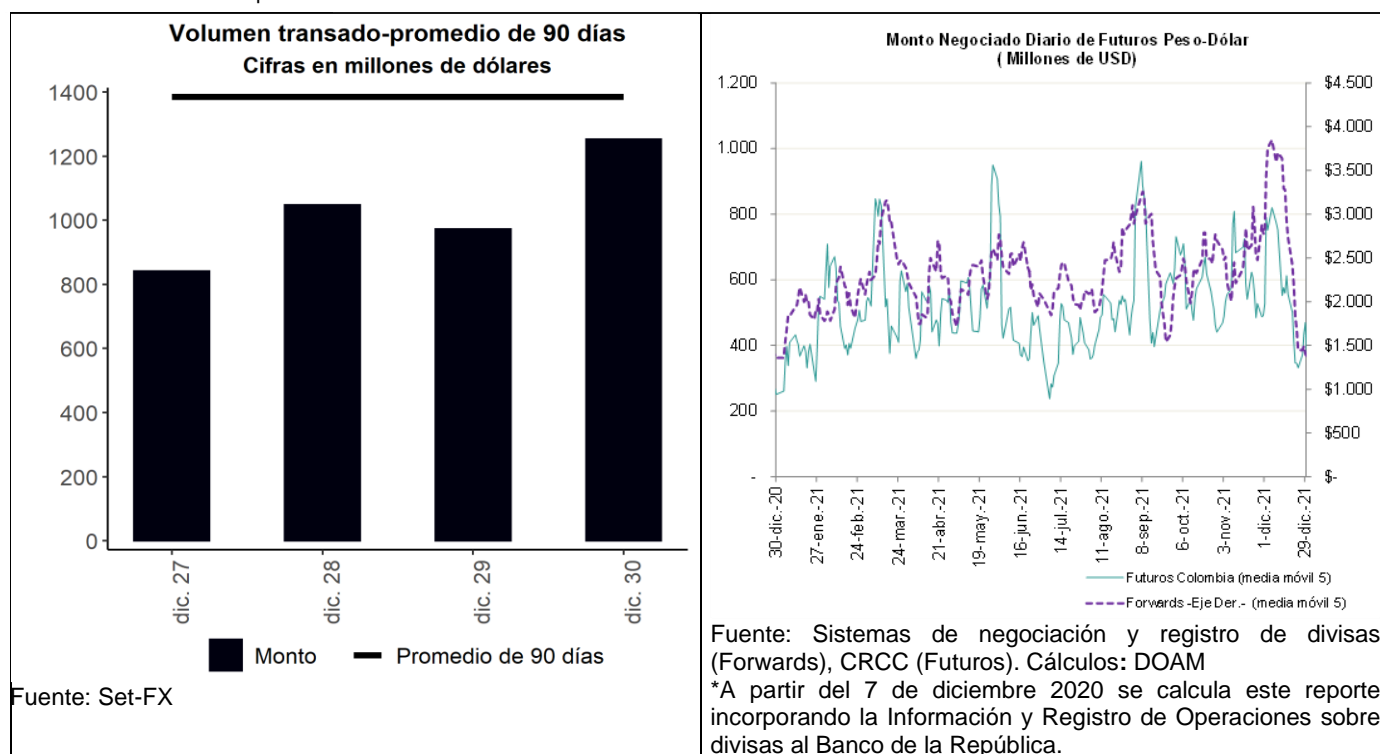 Volumen transado-promedio de 90 días
Cifras en millones de dólares
1400
1200
1000
800
600
400
200
0
dic. 27
dic. 28
dic. 29
dic. 30
Monto
Promedio de 90 días
Fuente: Set-FX
Monto Negociado Diario de Futuros Peso-Dólar
( Millones de USD)
1.200
1.000
800
600
400
200
-
$4.500
$4.000
$3.500
$3.000
$2.500
$2.000
$1.500
$1.000
$500
$-
30-dic.-20
27-ene.-21
24-feb.-21
24-mar.-21
21-abr.-21
19-may.-21
16-jun.-21
14-jul.-21
11-ago.-21
8-sep.-21
6-oct.-21
3-nov.-21
1-dic.-21
29-dic.-21
Futuros Colombia (media móvil 5)
Forwards -Eje Der.- (media móvil 5)
Fuente: Sistemas de negociación y registro de divisas
(Forwards), CRCC (Futuros). Cálculos: DOAM
*A partir del 7 de diciembre 2020 se calcula este reporte
incorporando la Información y Registro de Operaciones sobre
divisas al Banco de la República.